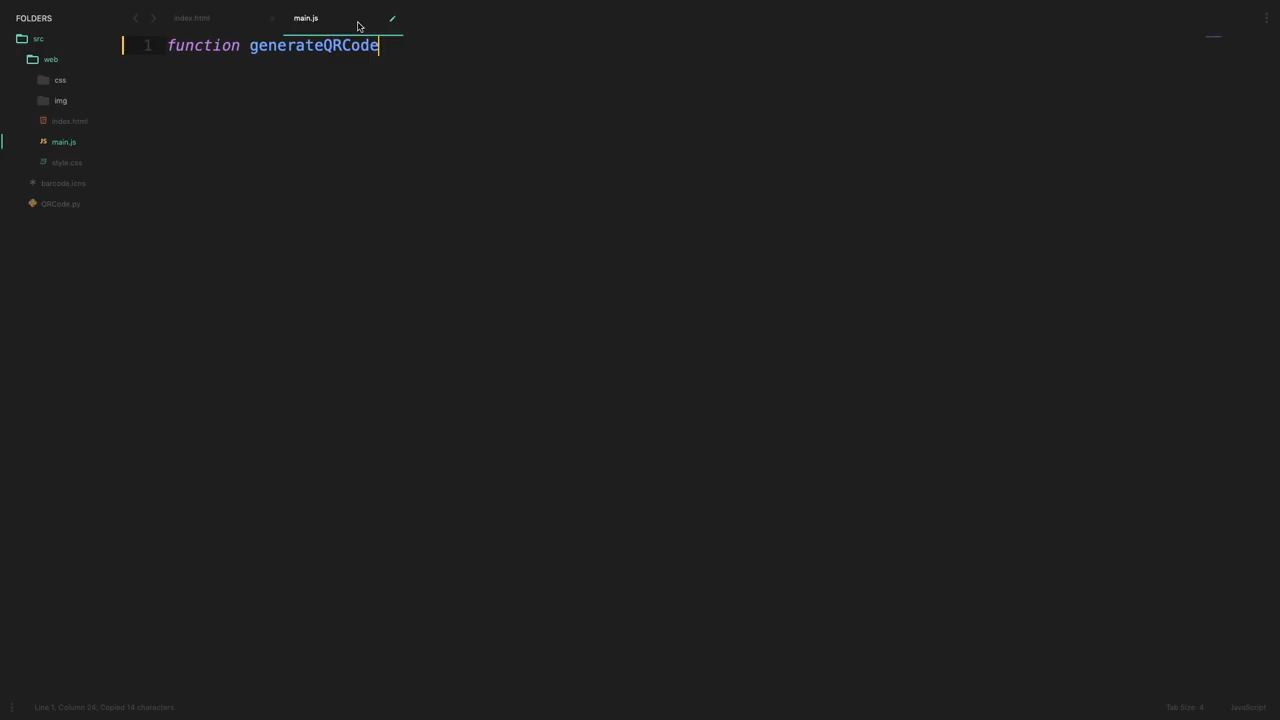 FOLDERS
src
web
css
img
index.html
main.js
style.css
barcode.icns
QRCode.py
index.html
main.js
1 function generateQRCode
Line 1, Column 24; Copied 14 characters
Tab Size: 4
JavaScript